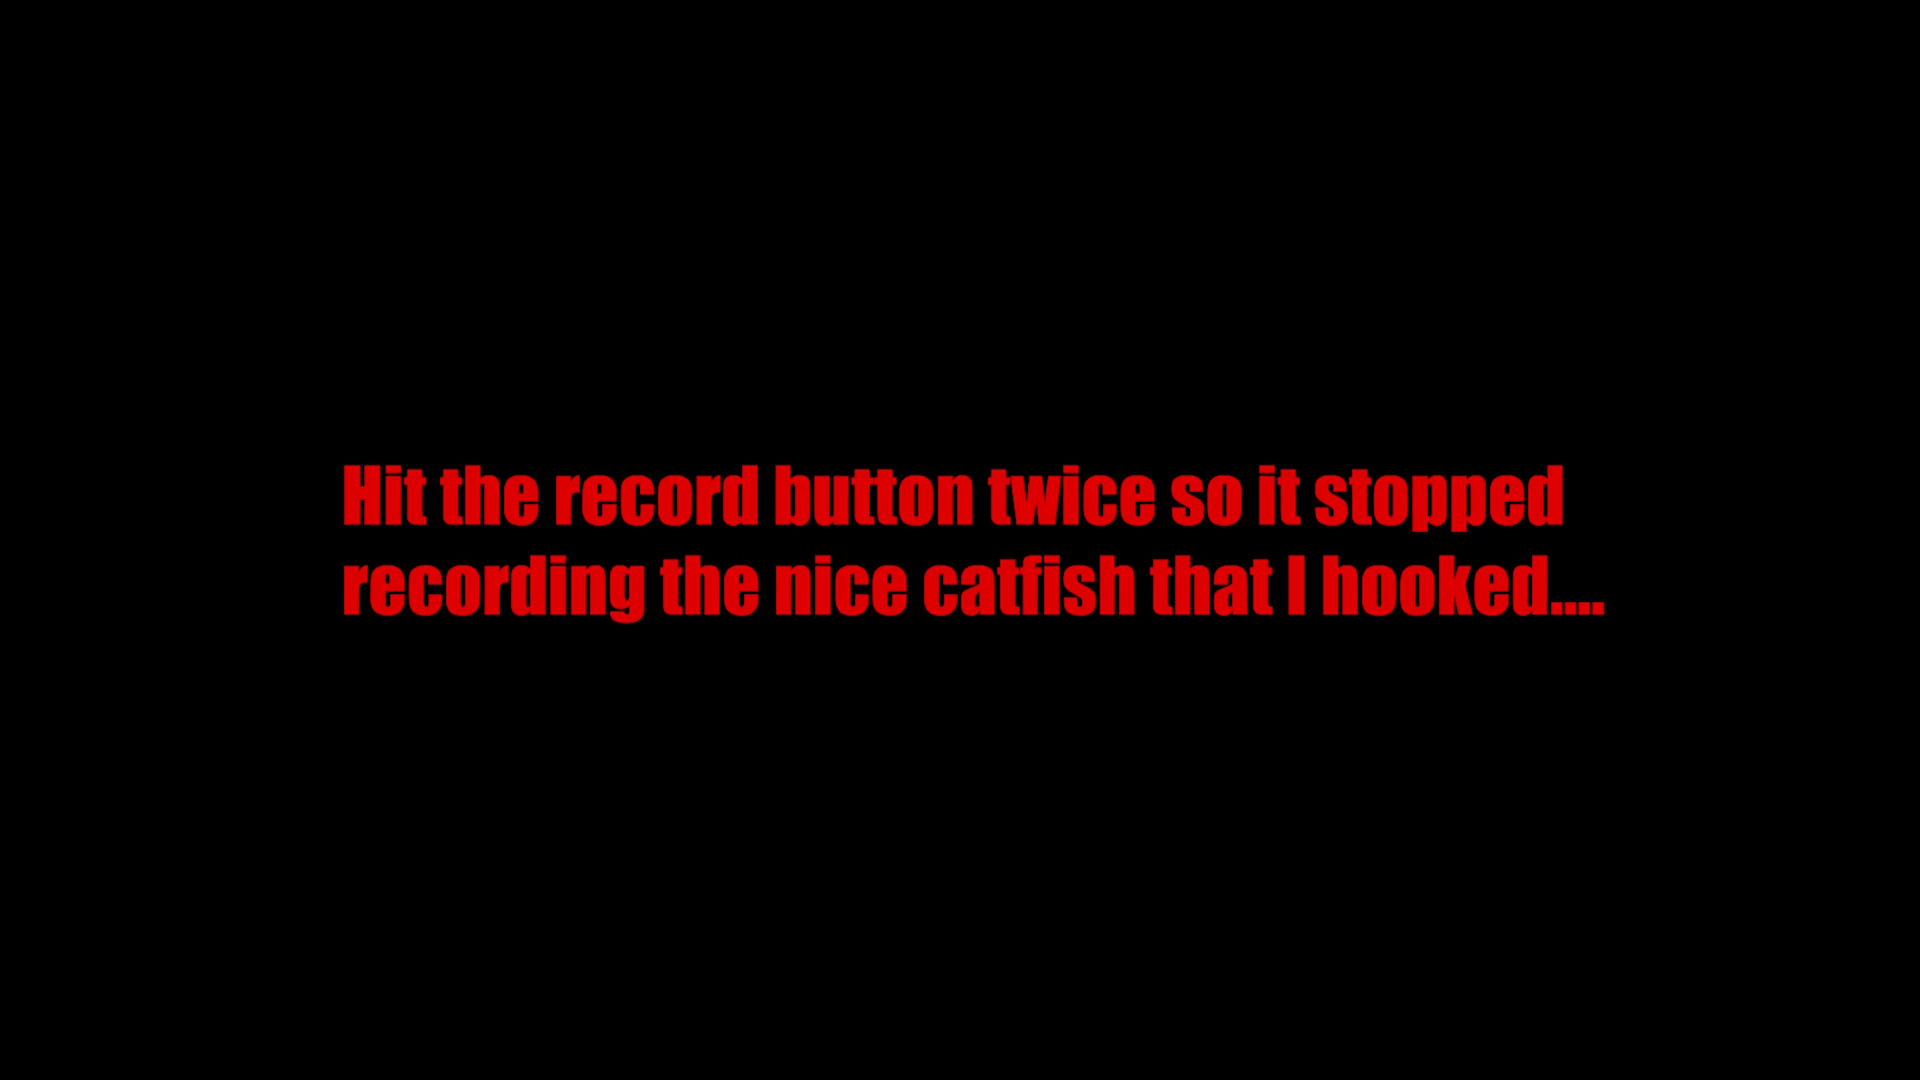 Hit the record button twice so it stopped
recording the nice catfish that I hooked....